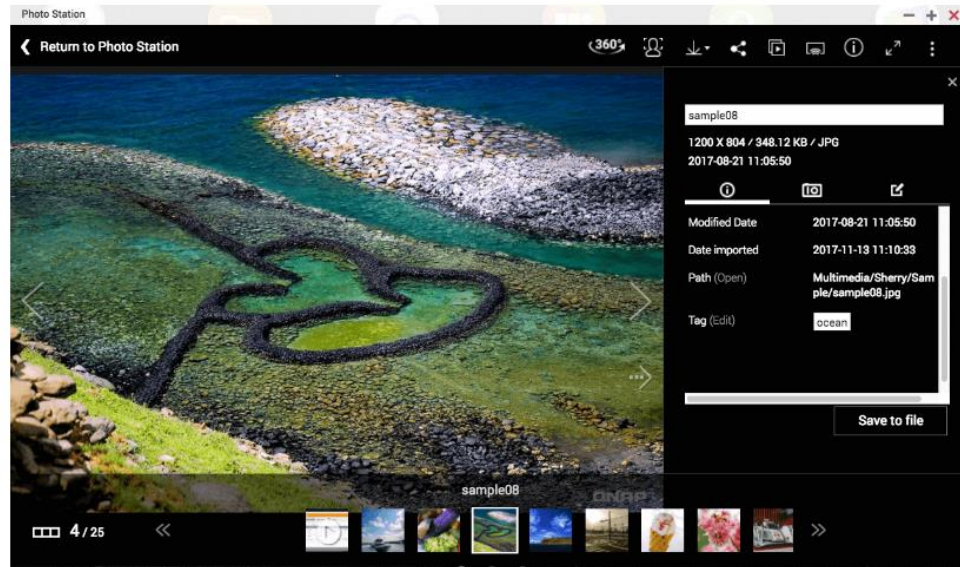 Photo Station
Return to Photo Station
360°
sample08
1200 X 804 / 348.12 KB / JPG
2017-08-21 11:05:50
Modified Date 2017-08-21 11:05:50
Date imported 2017-11-13 11:10:33
Path (Open) Multimedia/Sherry/Sam
ple/sample08.jpg
Tag (Edit) ocean
Save to file
sample08
QNAP
4 / 25